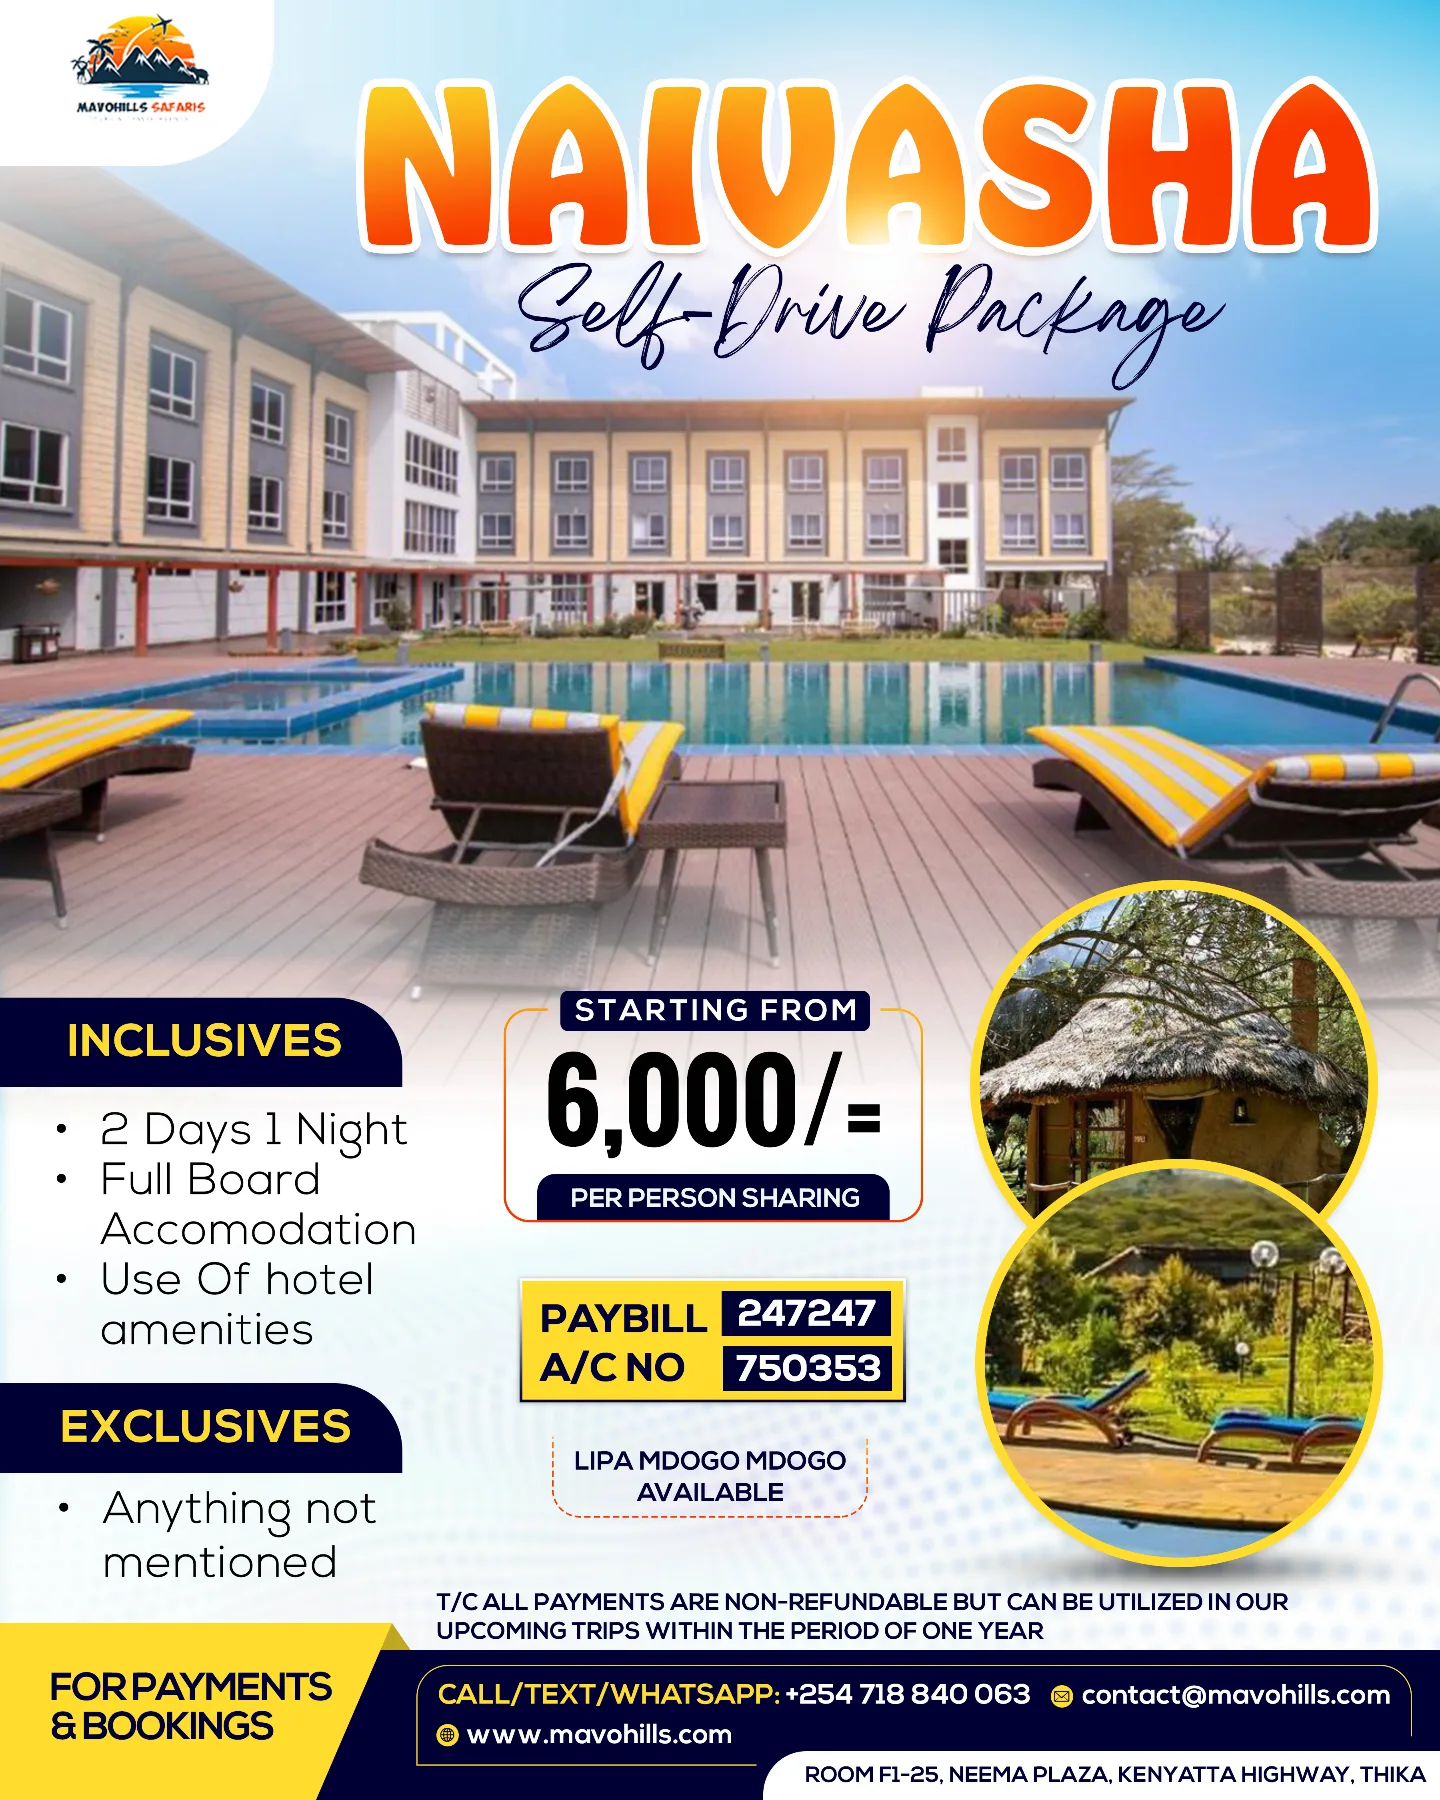 MAVOHILLS SAFARIS
NAIVASHA
Self-Drive Package
INCLUSIVES
• 2 Days 1 Night
• Full Board
Accomodation
• Use Of hotel
amenities
EXCLUSIVES
• Anything not
mentioned
STARTING FROM
6,000/=
PER PERSON SHARING
PAYBILL 247247
A/C NO 750353
LIPA MDOGO MDOGO
AVAILABLE
T/C ALL PAYMENTS ARE NON-REFUNDABLE BUT CAN BE UTILIZED IN OUR
UPCOMING TRIPS WITHIN THE PERIOD OF ONE YEAR
FOR PAYMENTS
& BOOKINGS
CALL/TEXT/WHATSAPP: +254 718 840 063 contact@mavohills.com
www.mavohills.com
ROOM F1-25, NEEMA PLAZA, KENYATTA HIGHWAY, THIKA